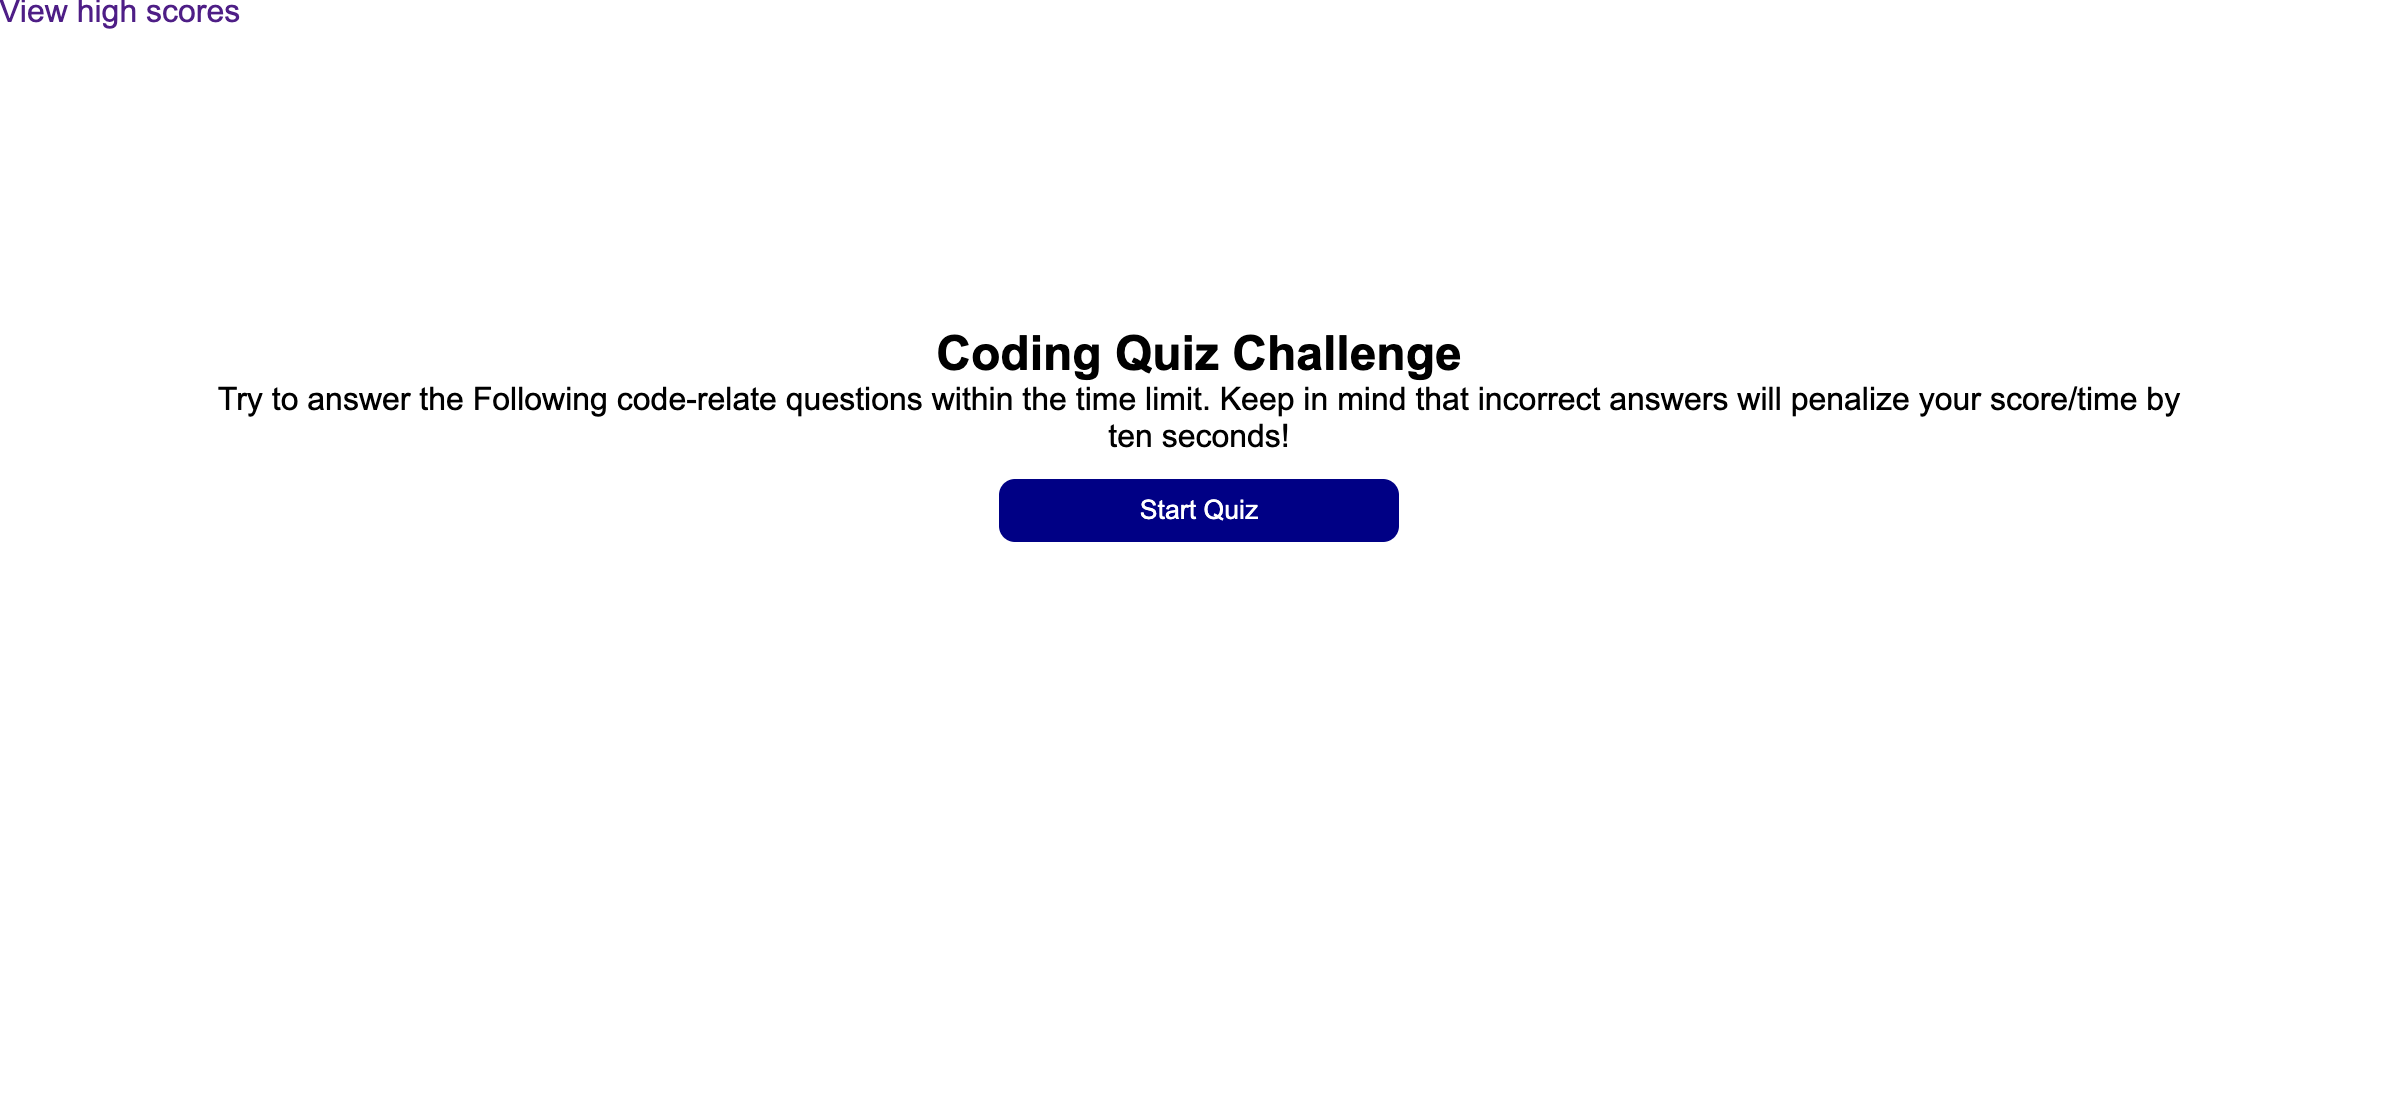 View high scores
Coding Quiz Challenge
Try to answer the Following code-relate questions within the time limit. Keep in mind that incorrect answers will penalize your score/time by
ten seconds!
Start Quiz